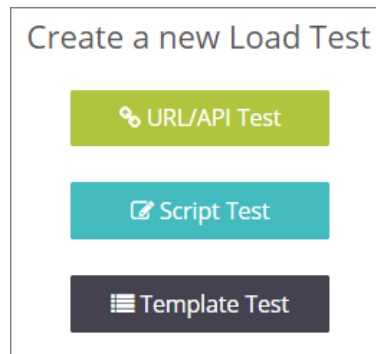 Create a new Load Test
URL/API Test
Script Test
Template Test